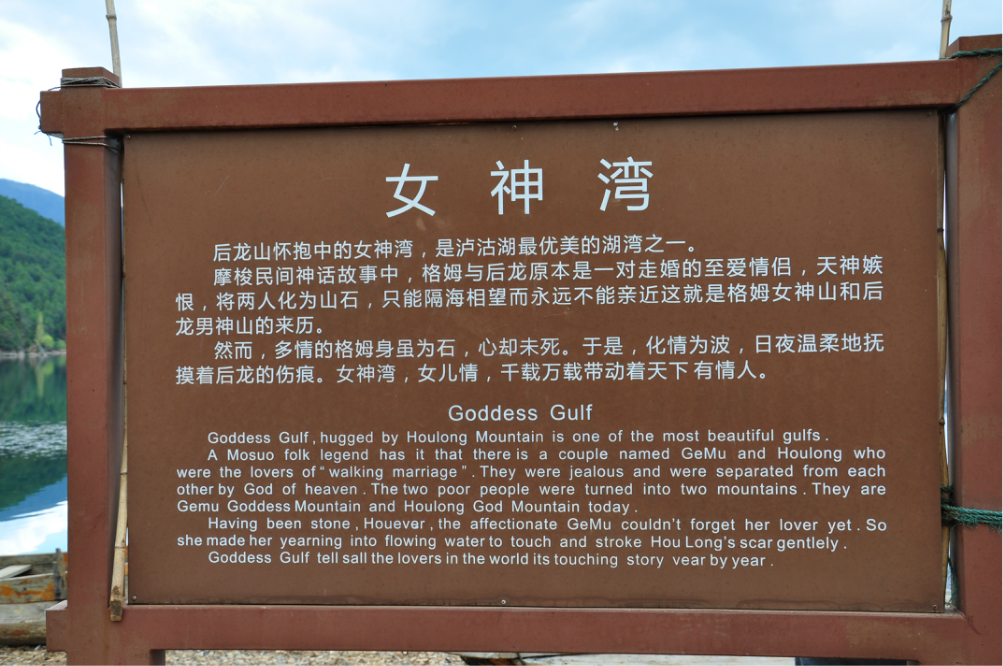 女神湾
后龙山怀抱中的女神湾，是泸沽湖最优美的湖湾之一。
摩梭民间神话故事中，格姆与后龙原本是一对走婚的至爱情侣，天神嫉
恨，将两人化为山石，只能隔海相望而永远不能亲近这就是格姆女神山和后
龙男神山的来历。
然而，多情的格姆身虽为石，心却未死。于是，化情为波，日夜温柔地抚
摸着后龙的伤痕。女神湾，女儿情，千载万载带动着天下有情人。
Goddess Gulf
Goddess Gulf, hugged by Houlong Mountain is one of the most beautiful gulfs.
A Mosuo folk legend has it that there is a couple named GeMu and Houlong who
were the lovers of "walking marriage". They were jealous and were separated from each
other by God of heaven. The two poor people were turned into two mountains. They are
Gemu Goddess Mountain and Houlong God Mountain today.
Having been stone, Houever, the affectionate GeMu couldn't forget her lover yet. So
she made her yearning into flowing water to touch and stroke Hou Long's scar gentlely.
Goddess Gulf tell sall the lovers in the world its touching story vear by year.